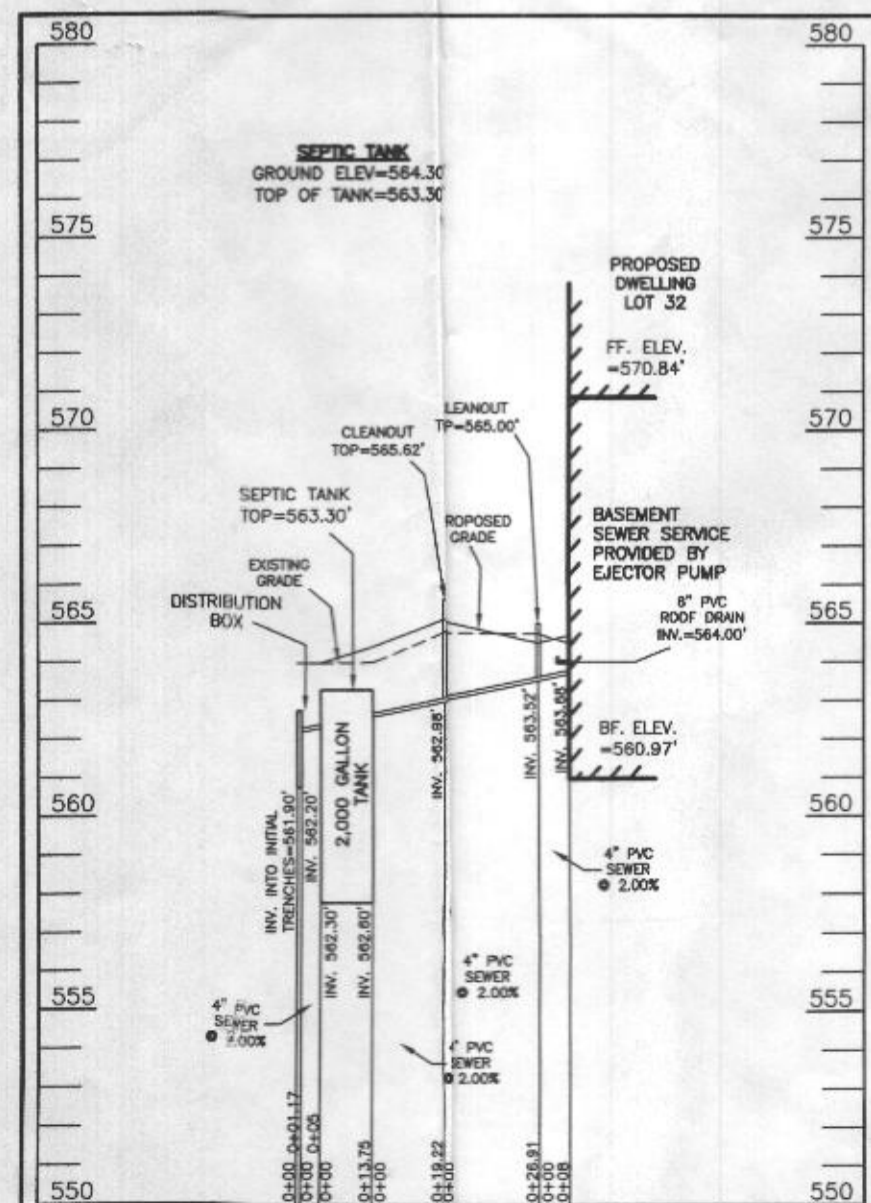 580
580
SEPTIC TANK
GROUND ELEV=564.30'
TOP OF TANK=563.30'
575
575
PROPOSED
DWELLING
LOT 32
FF. ELEV.
=570.84'
570
570
LEANOUT
TP=565.00'
CLEANOUT
TOP=565.62'
SEPTIC TANK
TOP=563.30'
ROPOSED
GRADE
BASEMENT
SEWER SERVICE
PROVIDED BY
EJECTOR PUMP
EXISTING
GRADE
DISTRIBUTION
BOX
565
565
8" PVC
ROOF DRAIN
INV.=564.00'
BF. ELEV.
=560.97'
INV. INTO INITIAL
TRENCHES=561.90'
INV. 562.20'
2,000 GALLON
TANK
INV. 562.98'
INV. 563.52'
INV. 563.68'
560
560
4" PVC
SEWER
@ 2.00%
INV. 562.30'
INV. 562.60'
4" PVC
SEWER
@ 2.00%
555
555
4" PVC
SEWER
@ 2.00%
4" PVC
SEWER
@ 2.00%
0+00
0+01.17
0+00
0+05
0+00
0+13.75
0+00
0+19.22
0+00
0+26.91
0+00
0+08
550
550